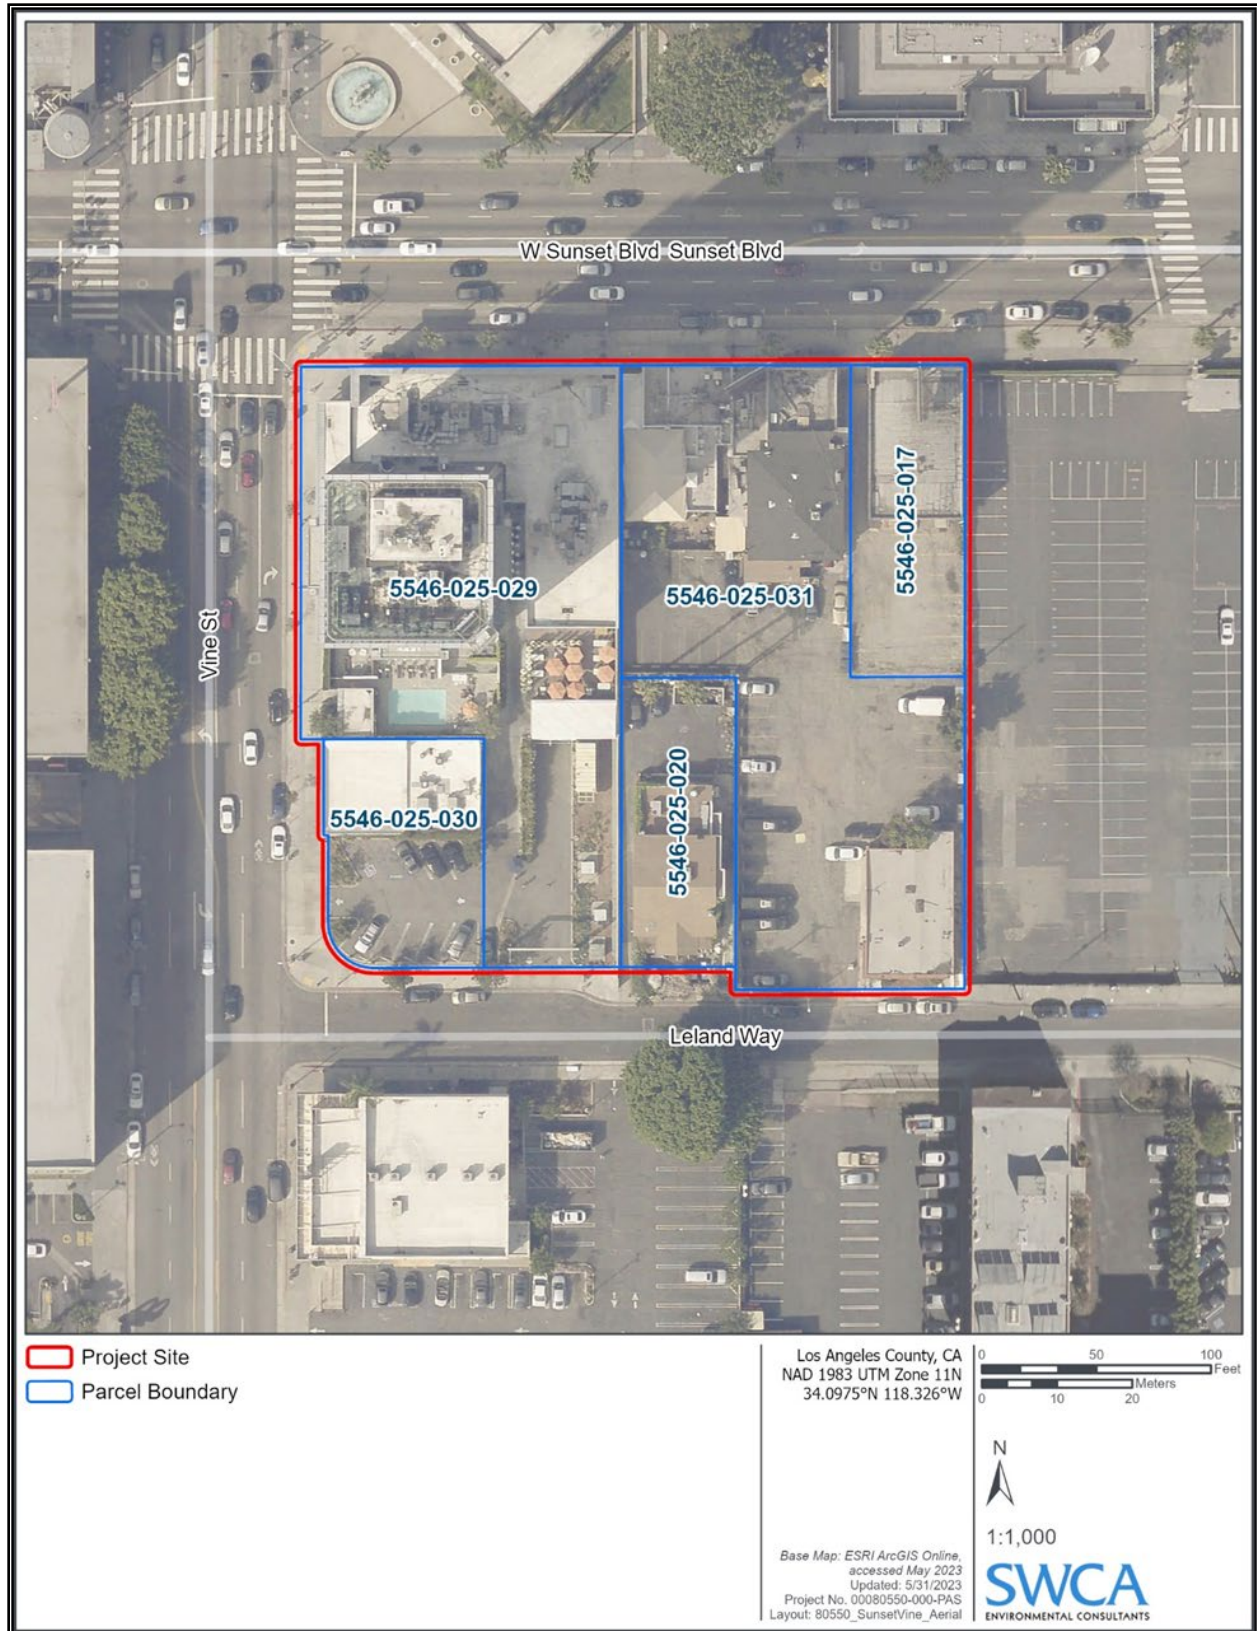 W Sunset Blvd Sunset Blvd
Vine St
5546-025-029
5546-025-031
5546-025-017
5546-025-030
5546-025-020
Leland Way
Project Site
Parcel Boundary
Los Angeles County, CA
NAD 1983 UTM Zone 11N
34.0975°N 118.326°W
0 50 100
Feet
Meters
0 10 20
N
1:1,000
Base Map: ESRI ArcGIS Online,
accessed May 2023
Updated: 5/31/2023
Project No. 00080550-000-PAS
Layout: 80550_SunsetVine_Aerial
SWCA
ENVIRONMENTAL CONSULTANTS